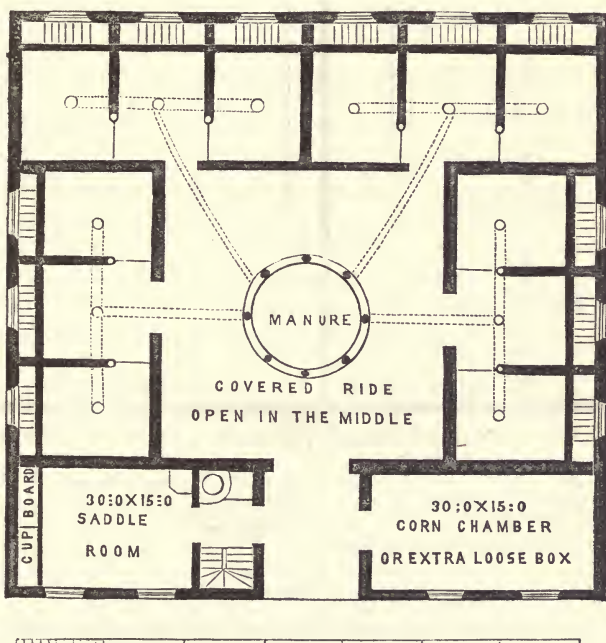 MANURE
COVERED RIDE
OPEN IN THE MIDDLE
CUPBOARD
30:0X15:0
SADDLE
ROOM
30:0X15:0
CORN CHAMBER
OR EXTRA LOOSE BOX